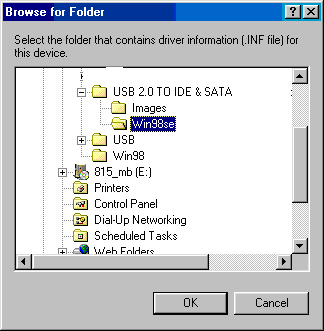 Browse for Folder
Select the folder that contains driver information (.INF file) for
this device.
USB 2.0 TO IDE & SATA
Images
Win98se
USB
Win98
815_mb (E:)
Printers
Control Panel
Dial-Up Networking
Scheduled Tasks
Web Folders
OK
Cancel